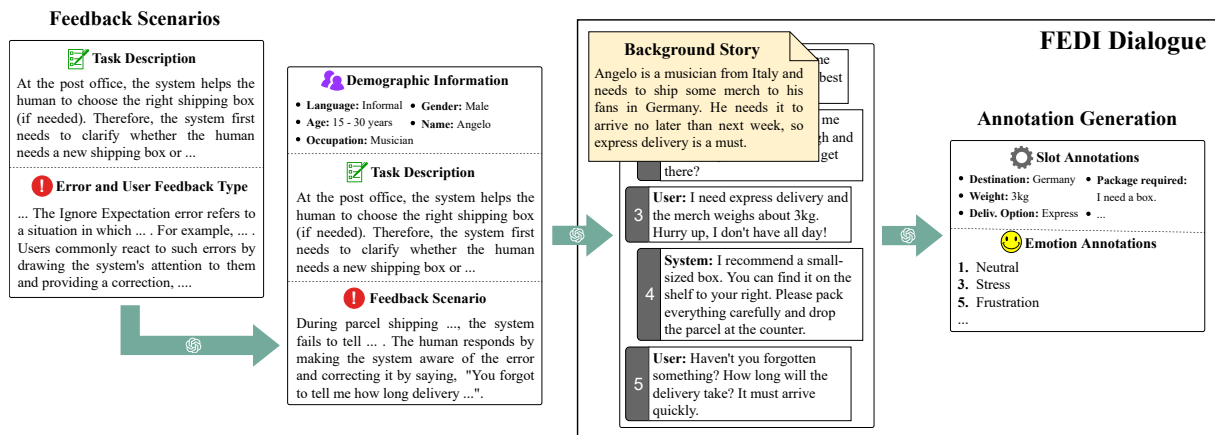 Feedback Scenarios
Task Description
At the post office, the system helps the
human to choose the right shipping box
(if needed). Therefore, the system first
needs to clarify whether the human
needs a new shipping box or ...
Error and User Feedback Type
... The Ignore Expectation error refers to
a situation in which ... . For example, ... .
Users commonly react to such errors by
drawing the system's attention to them
and providing a correction, ....
Demographic Information
• Language: Informal • Gender: Male
• Age: 15 - 30 years • Name: Angelo
• Occupation: Musician
Task Description
At the post office, the system helps the
human to choose the right shipping box
(if needed). Therefore, the system first
needs to clarify whether the human
needs a new shipping box or ...
Feedback Scenario
During parcel shipping ..., the system
fails to tell ... . The human responds by
making the system aware of the error
and correcting it by saying, "You forgot
to tell me how long delivery ...".
FEDI Dialogue
Background Story
Angelo is a musician from Italy and
needs to ship some merch to his
fans in Germany. He needs it to
arrive no later than next week, so
express delivery is a must.
me
best
me
gh and
get
there?
3
User: I need express delivery and
the merch weighs about 3kg.
Hurry up, I don't have all day!
4
System: I recommend a small-
sized box. You can find it on the
shelf to your right. Please pack
everything carefully and drop
the parcel at the counter.
5
User: Haven't you forgotten
something? How long will the
delivery take? It must arrive
quickly.
Annotation Generation
Slot Annotations
• Destination: Germany • Package required:
• Weight: 3kg I need a box.
• Deliv. Option: Express • ...
Emotion Annotations
1. Neutral
2. Stress
5. Frustration
...